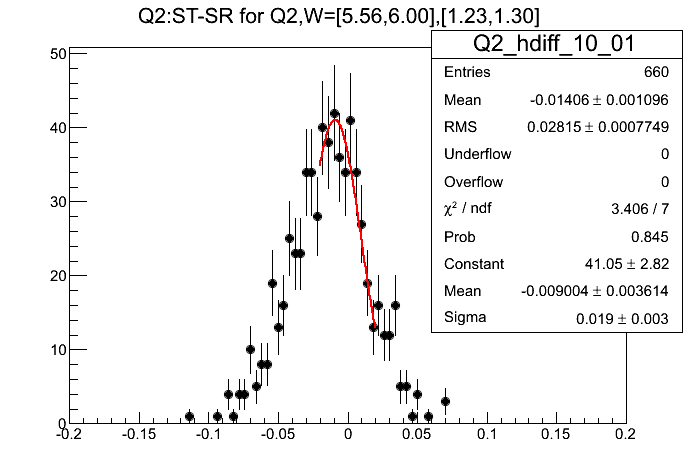 Q2:ST-SR for Q2,W=[5.56,6.00],[1.23,1.30]
Q2_hdiff_10_01
Entries 660
Mean -0.01406 ± 0.001096
RMS 0.02815 ± 0.0007749
Underflow 0
Overflow 0
χ² / ndf 3.406 / 7
Prob 0.845
Constant 41.05 ± 2.82
Mean -0.009004 ± 0.003614
Sigma 0.019 ± 0.003
50
40
30
20
10
0
-0.2 -0.15 -0.1 -0.05 0 0.05 0.1 0.15 0.2